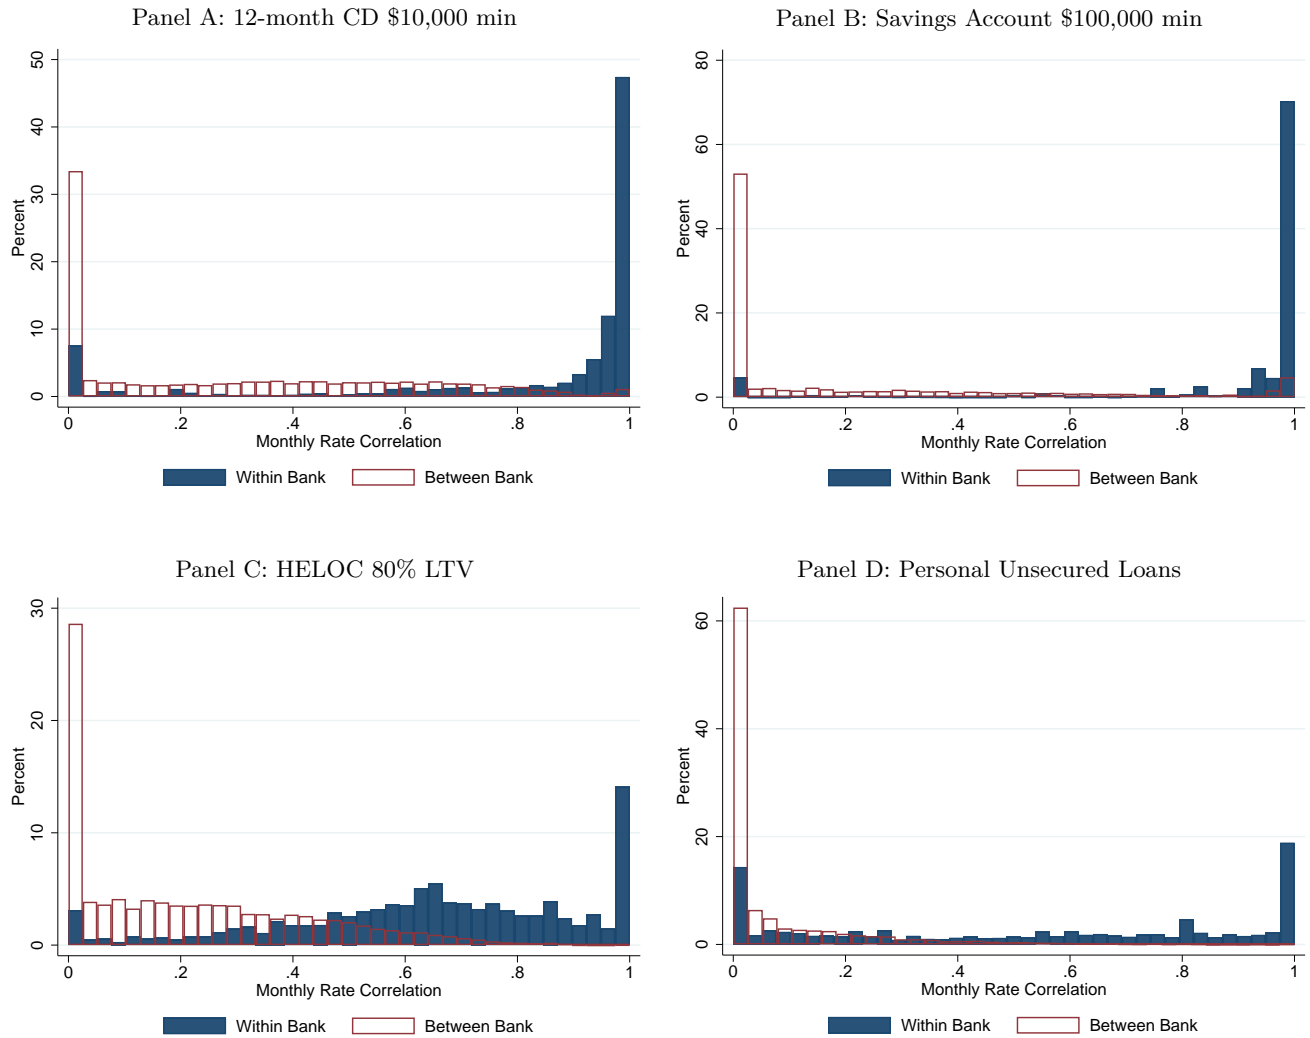 Panel A: 12-month CD $10,000 min
Percent
50
40
30
20
10
0
0 .2 .4 .6 .8 1
Monthly Rate Correlation
Within Bank Between Bank
Panel B: Savings Account $100,000 min
Percent
80
60
40
20
0
0 .2 .4 .6 .8 1
Monthly Rate Correlation
Within Bank Between Bank
Panel C: HELOC 80% LTV
Percent
30
20
10
0
0 .2 .4 .6 .8 1
Monthly Rate Correlation
Within Bank Between Bank
Panel D: Personal Unsecured Loans
Percent
60
40
20
0
0 .2 .4 .6 .8 1
Monthly Rate Correlation
Within Bank Between Bank